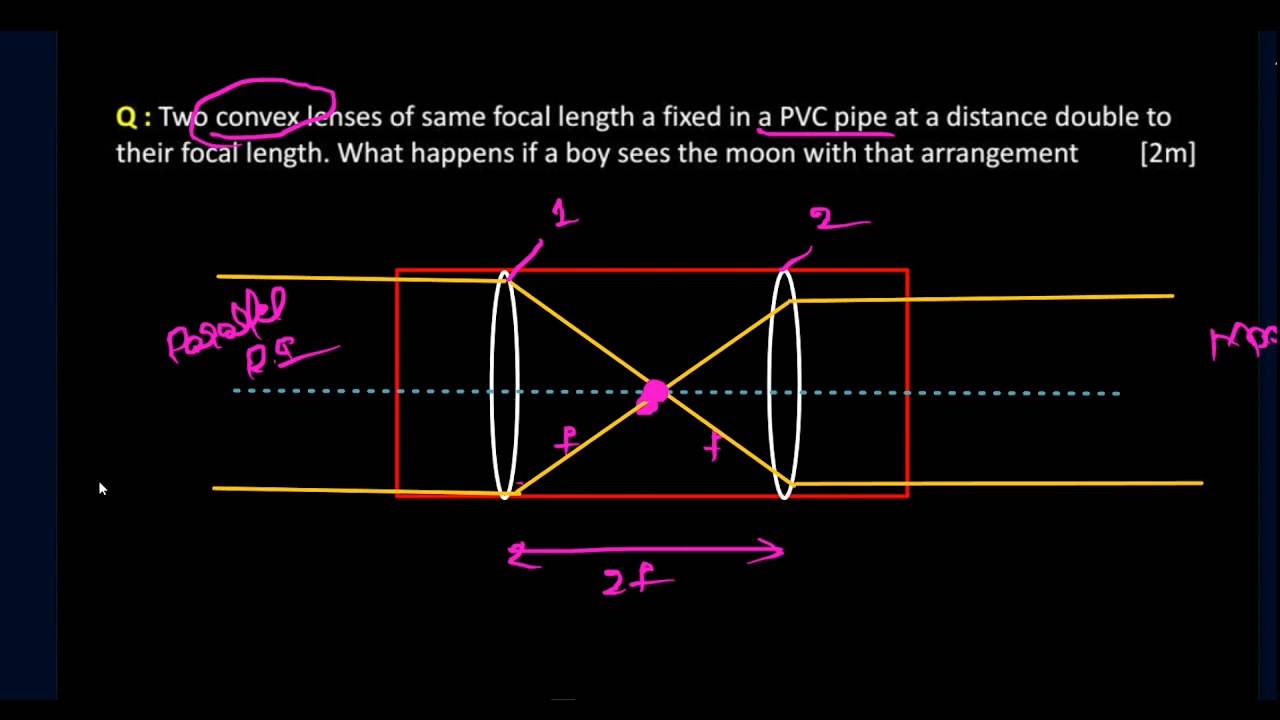 Q : Two convex lenses of same focal length a fixed in a PVC pipe at a distance double to
their focal length. What happens if a boy sees the moon with that arrangement [2m]
1
2
Parallel
f
f
2f